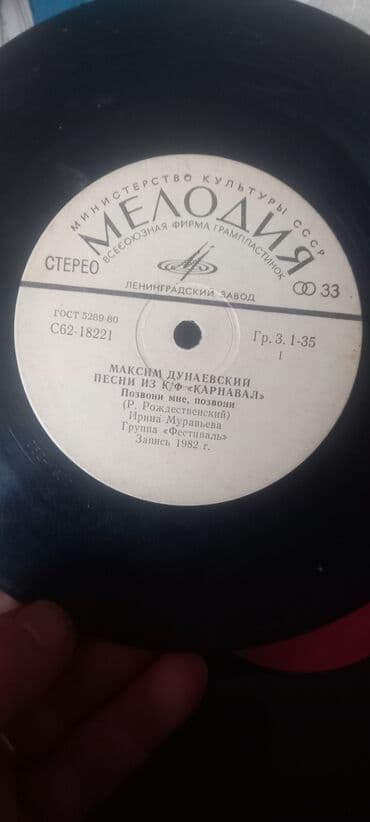 МИНИСТЕРСТВО КУЛЬТУРЫ СССР
МЕЛОДИЯ
ВСЕСОЮЗНАЯ ФИРМА ГРАМПЛАСТИНОК
СТЕРЕО
33
ЛЕНИНГРАДСКИЙ ЗАВОД
ГОСТ 5289-80
С62-18221
Гр. 3. 1-35
1
МАКСИМ ДУНАЕВСКИЙ
ПЕСНИ ИЗ К/Ф «КАРНАВАЛ»
Позвони мне, позвони
(Р. Рождественский)
Ирина Муравьева
Группа «Фестиваль»
Запись 1982 г.